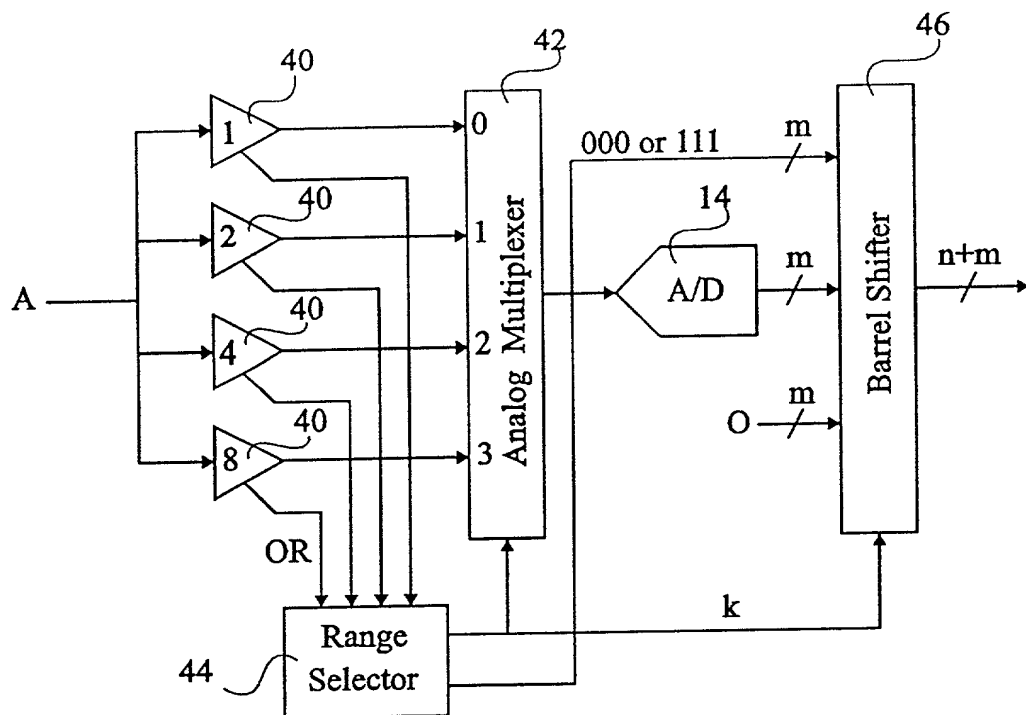 42
46
40
1
0
000 or 111
m
40
2
1
14
A/D
m
n+m
A
40
4
2
m
O
40
8
3
Analog Multiplexer
Barrel Shifter
OR
k
Range
Selector
44